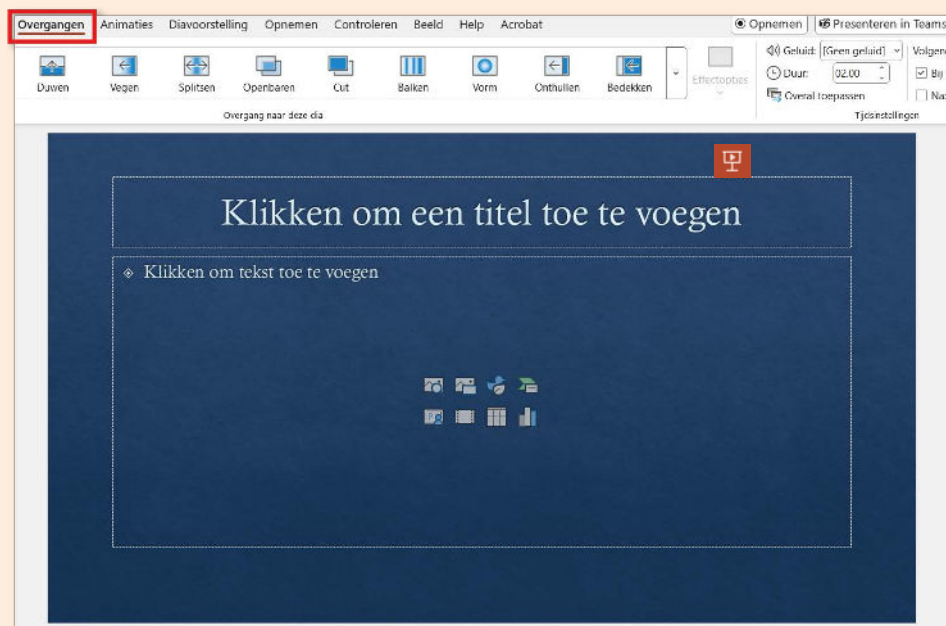 Overgangen Animaties Diavoorstelling Opnemen Controleren Beeld Help Acrobat Opnemen Presenteren in Teams
Geluid: [Geen geluid]
Duwen Vegen Splitsen Openbaren Cut Balken Vorm Onthullen Bedekken Effectopties Duur: 02.00 Bij
Overal toepassen
Overgang naar deze dia Tijdsinstellingen
Klikken om een titel toe te voegen
Klikken om tekst toe te voegen